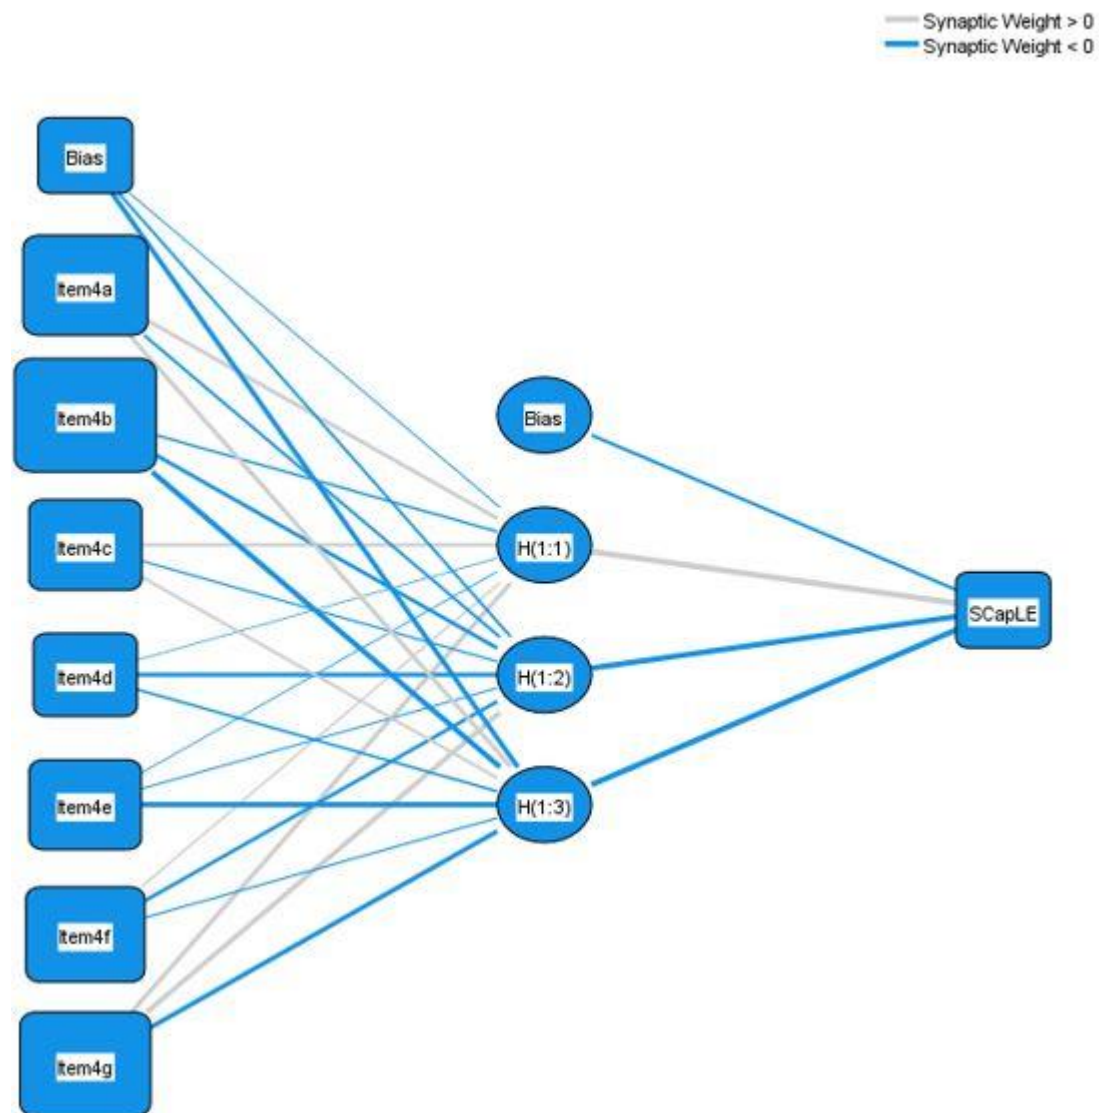 Synaptic Weight > 0
Synaptic Weight < 0
Bias
Item4a
Item4b
Item4c
Item4d
Item4e
Item4f
Item4g
Bias
H(1:1)
H(1:2)
H(1:3)
SCapLE